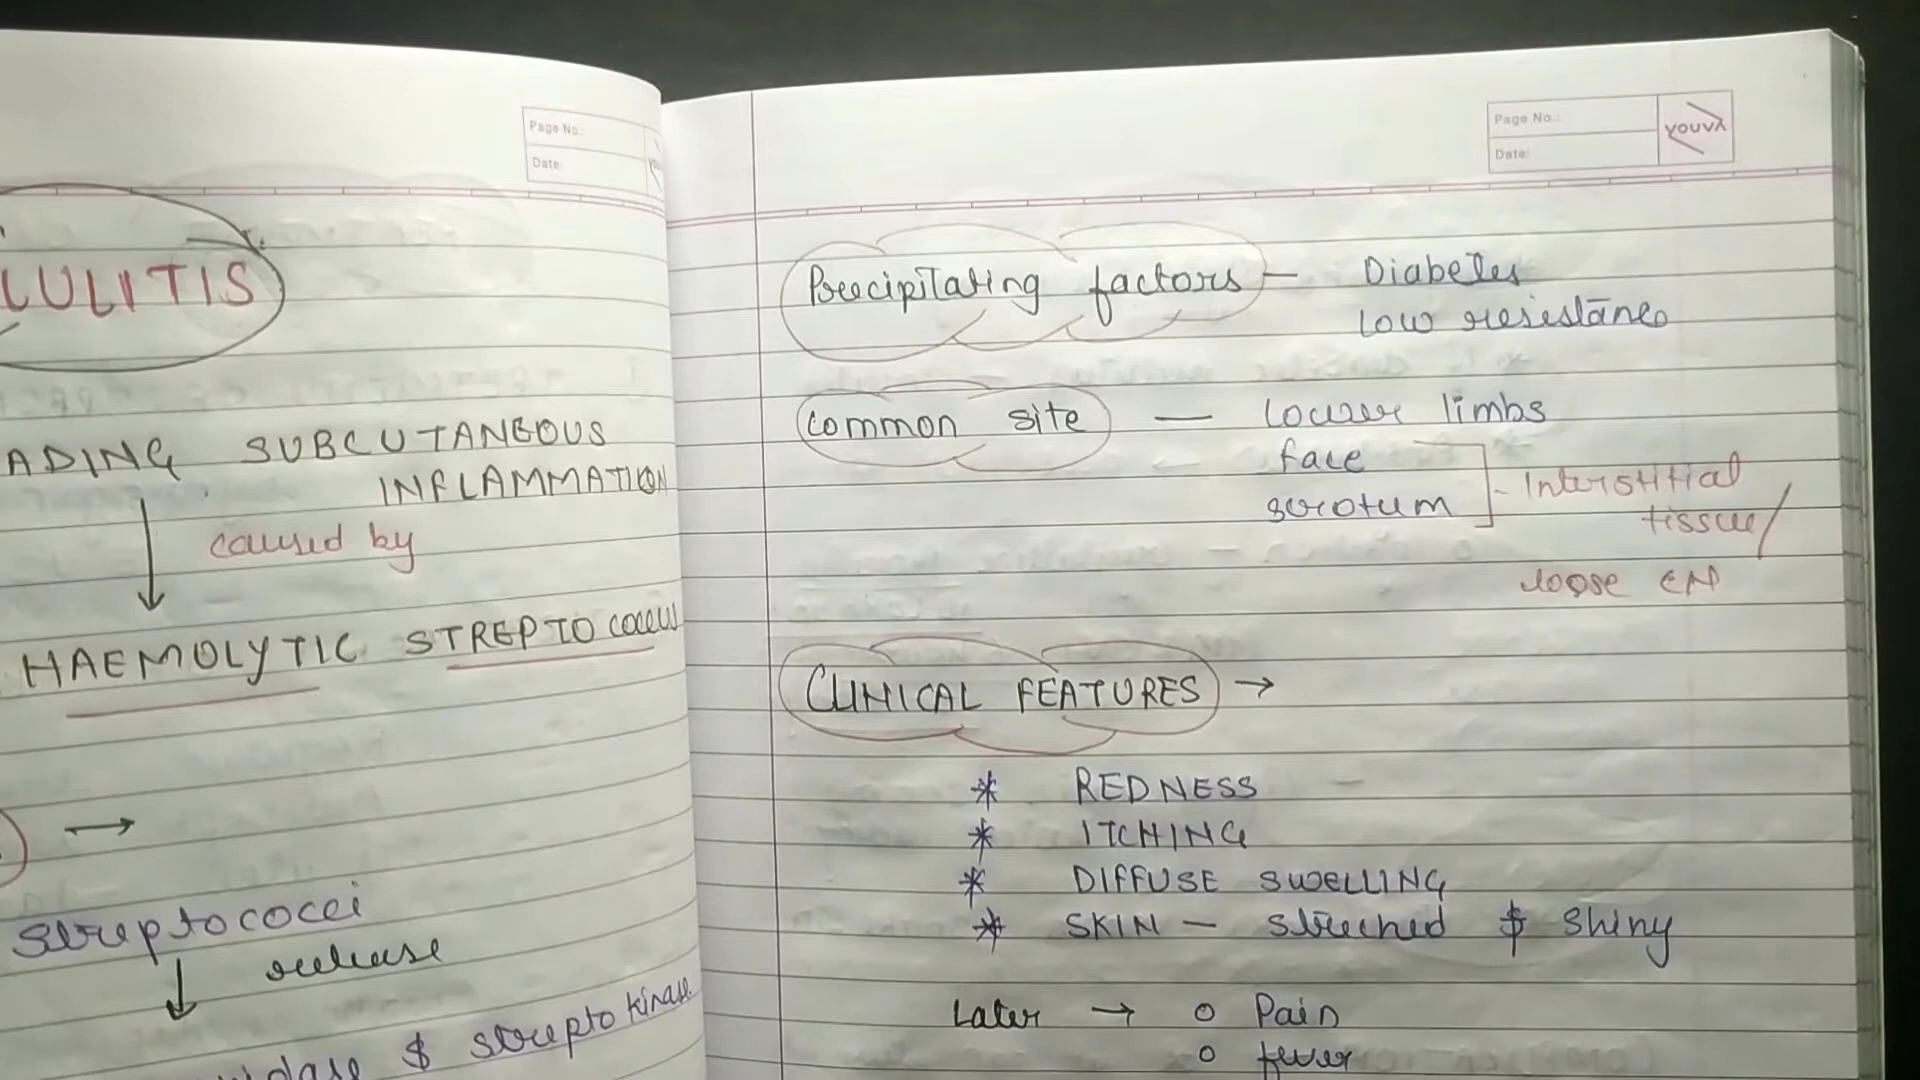 Page No.:
Date:
LULITIS
ADING SUBCUTANEOUS
INFLAMMATION
caused by
HAEMOLYTIC STREPTOCOCCUS
→
streptococci
release
idase $ streptokinase
Page No.:
Date:
youva
Precipitating factors — Diabetes
low resistance
common site — lower limbs
face
scrotum - Interstitial
tissue/
loose
CLINICAL FEATURES →
* REDNESS
* ITCHING
* DIFFUSE SWELLING
* SKIN — streched $ shiny
Later → o Pain
o fever